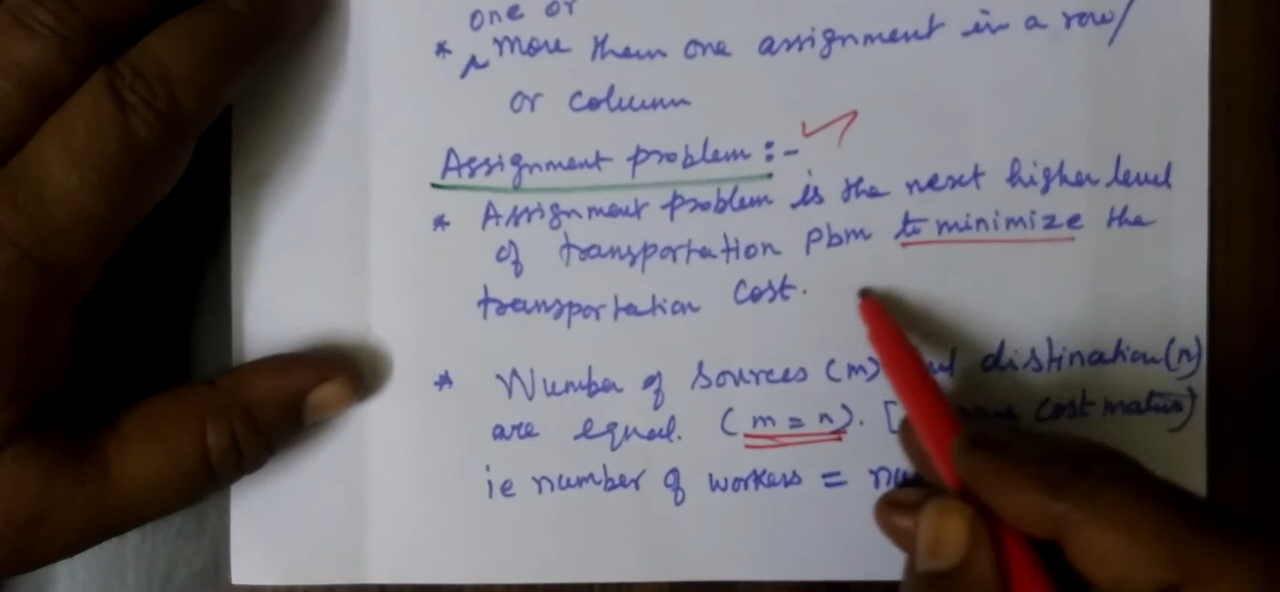 one or
* more them one assignment in a row/
or column
Assignment problem :-
* Assignment problem is the next higher level
of transportation pbm to minimize the
transportation cost.
* Number of sources (m) distination (n)
are equal. (m = n). [ cost matrix)
ie number of workers =